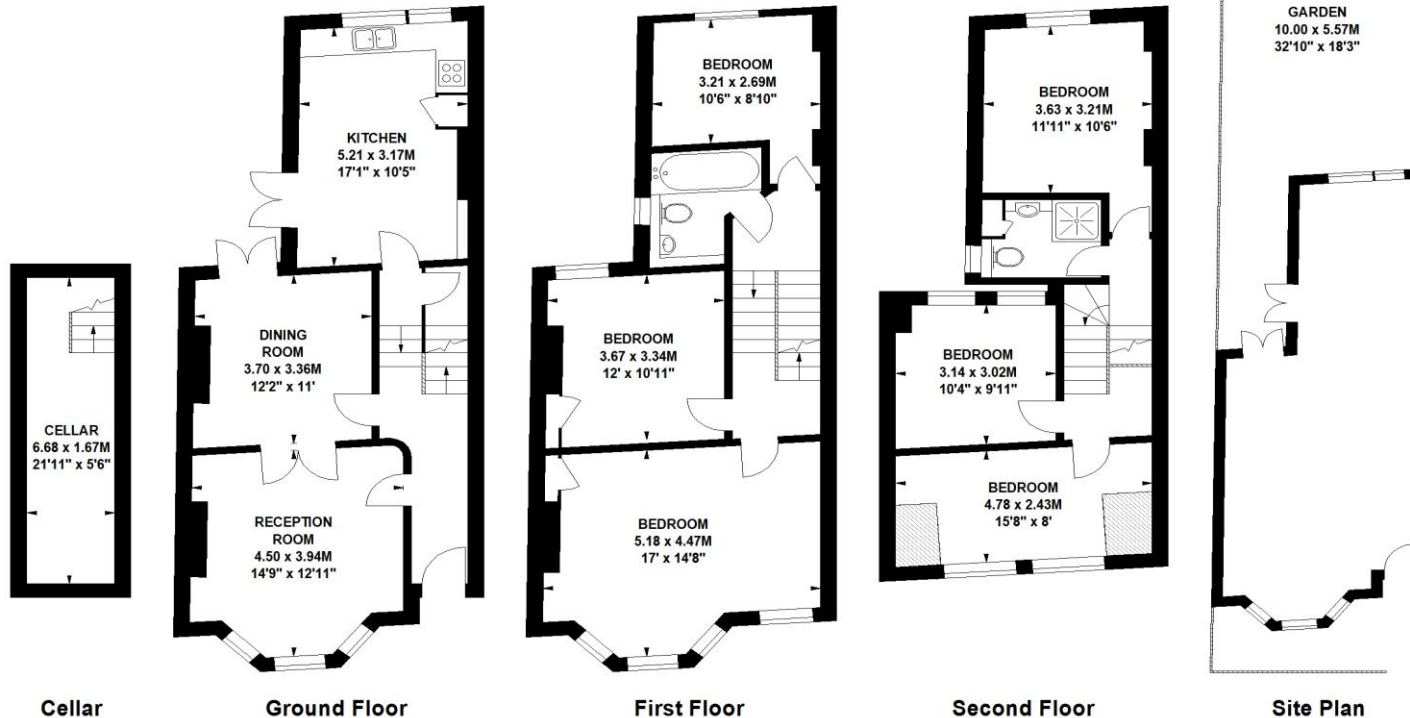 CELLAR
6.68 x 1.67M
21'11" x 5'6"
Cellar
KITCHEN
5.21 x 3.17M
17'1" x 10'5"
DINING
ROOM
3.70 x 3.36M
12'2" x 11'
RECEPTION
ROOM
4.50 x 3.94M
14'9" x 12'11"
Ground Floor
BEDROOM
3.21 x 2.69M
10'6" x 8'10"
BEDROOM
3.67 x 3.34M
12' x 10'11"
BEDROOM
5.18 x 4.47M
17' x 14'8"
First Floor
BEDROOM
3.63 x 3.21M
11'11" x 10'6"
BEDROOM
3.14 x 3.02M
10'4" x 9'11"
BEDROOM
4.78 x 2.43M
15'8" x 8'
Second Floor
GARDEN
10.00 x 5.57M
32'10" x 18'3"
Site Plan